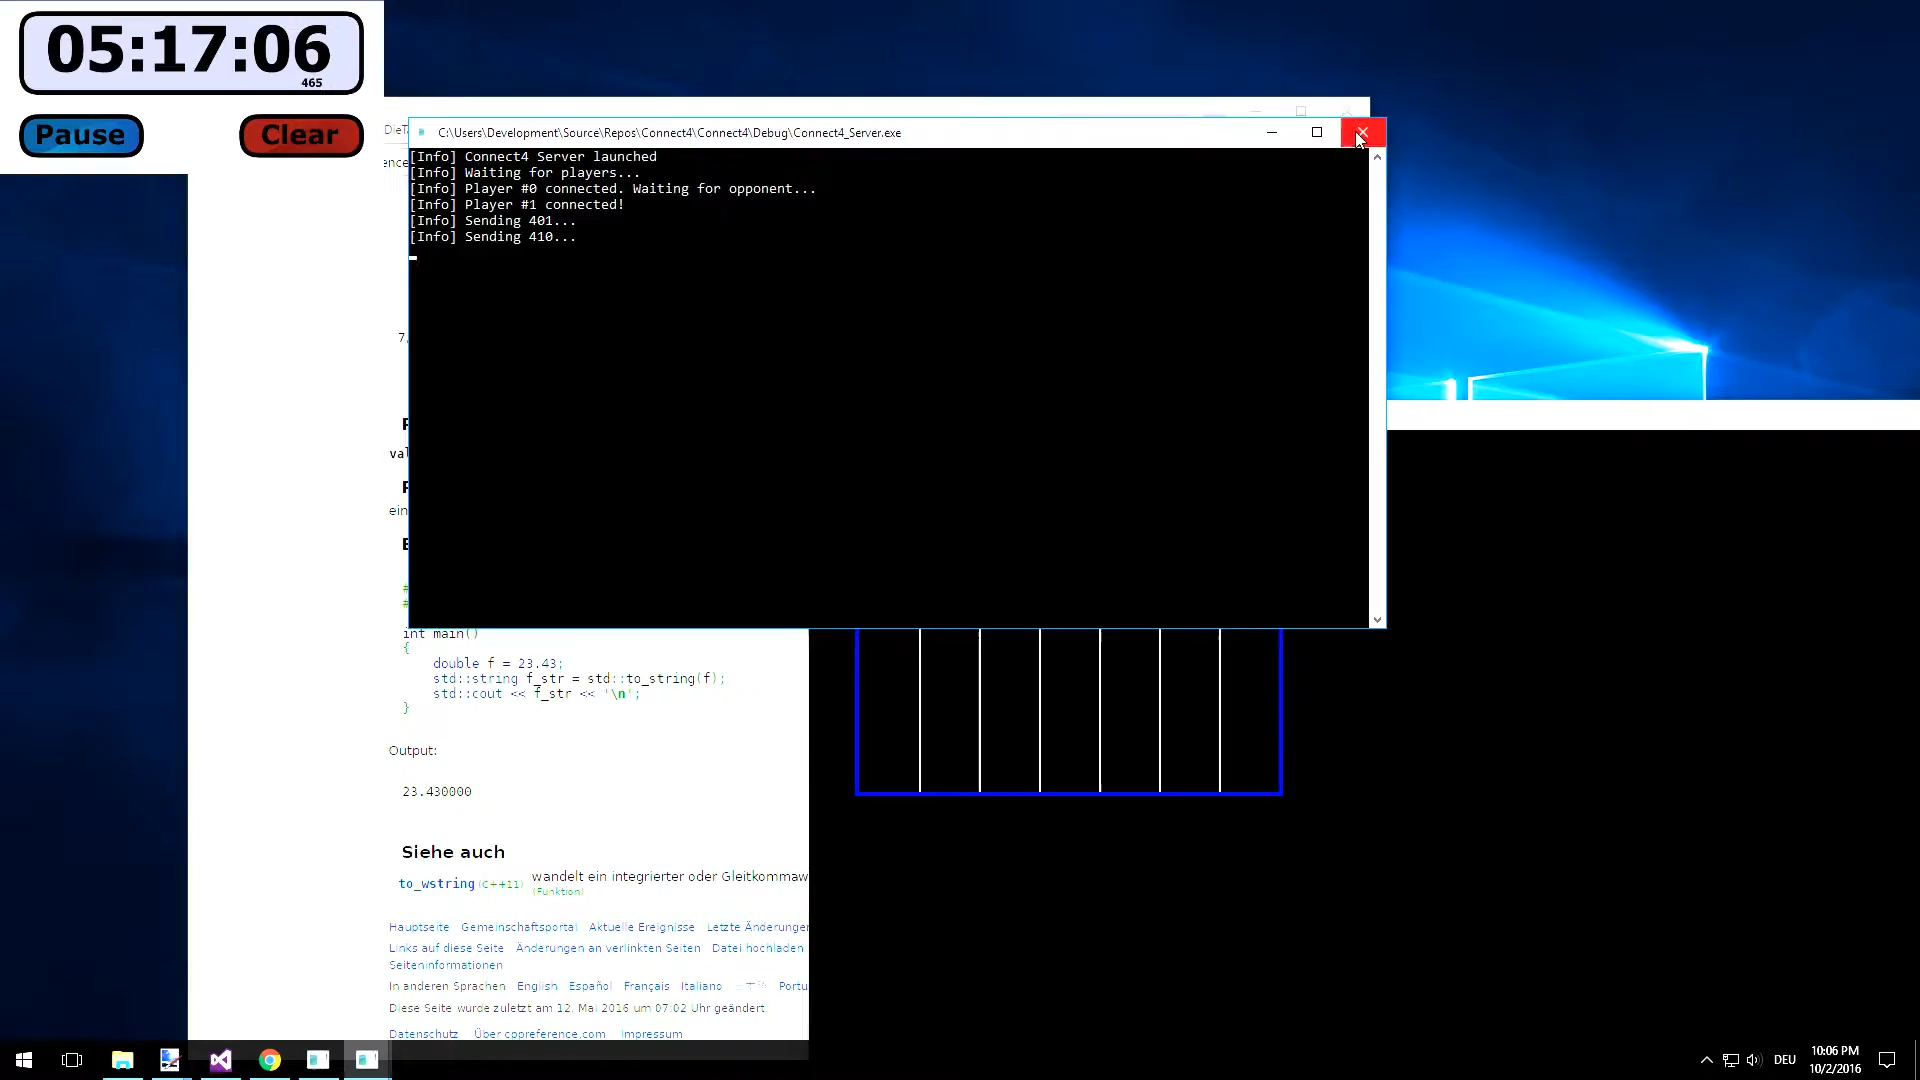 05:17:06
465
Pause
Clear
DieT
ence
C:\Users\Development\Source\Repos\Connect4\Connect4\Debug\Connect4_Server.exe
[Info] Connect4 Server launched
[Info] Waiting for players...
[Info] Player #0 connected. Waiting for opponent...
[Info] Player #1 connected!
[Info] Sending 401...
[Info] Sending 410...
7,
val
ein
#
#
int main()
{
double f = 23.43;
std::string f_str = std::to_string(f);
std::cout << f_str << '\n';
}
Output:
23.430000
Siehe auch
to_wstring (C++11) wandelt ein integrierter oder Gleitkommaw
(Funktion)
Hauptseite Gemeinschaftsportal Aktuelle Ereignisse Letzte Änderungen
Links auf diese Seite Änderungen an verlinkten Seiten Datei hochladen
Seiteninformationen
In anderen Sprachen English Español Français Italiano Portu
Diese Seite wurde zuletzt am 12. Mai 2016 um 07:02 Uhr geändert.
Datenschutz Über cppreference.com Impressum
DEU
10:06 PM
10/2/2016